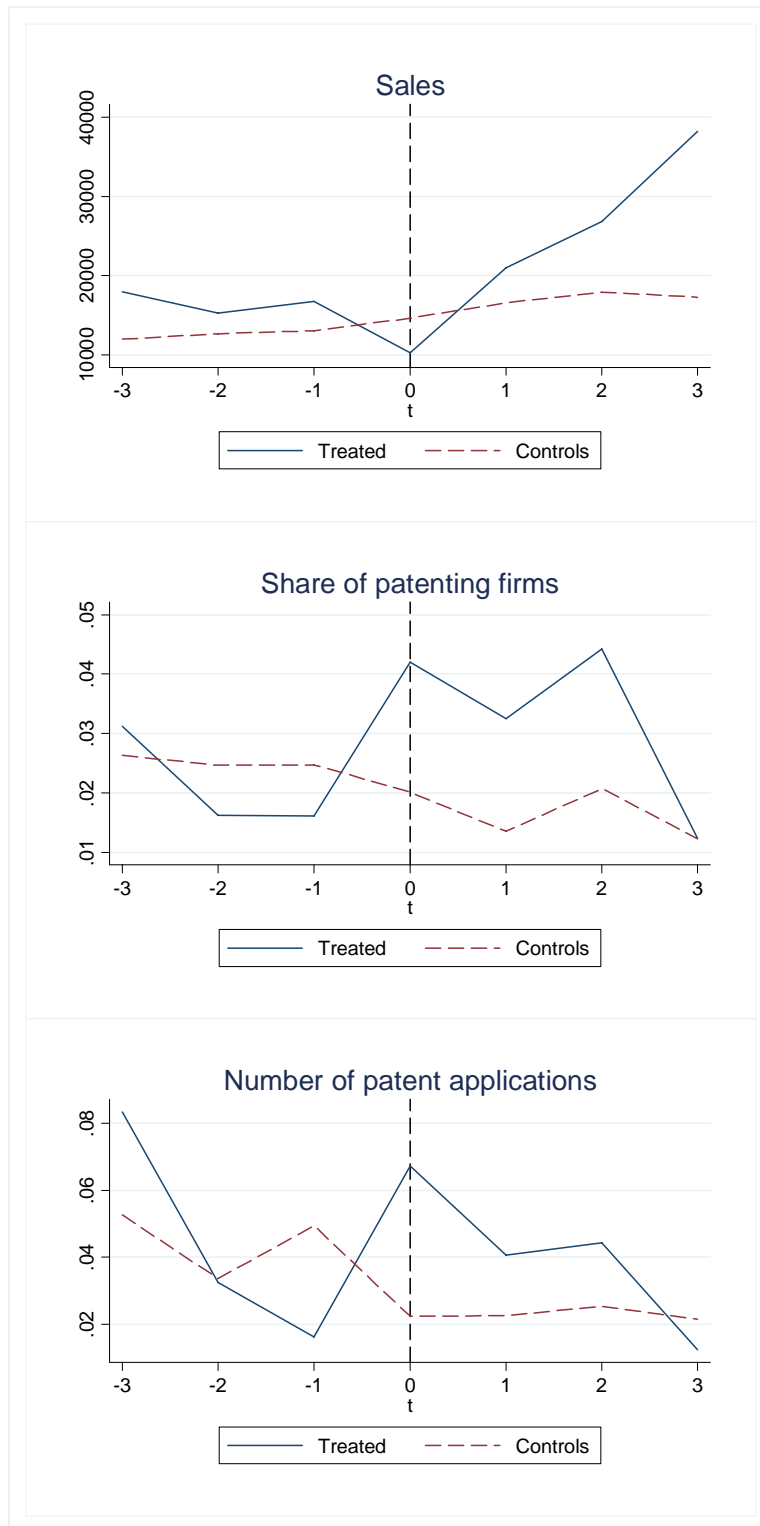 Sales
40000
30000
20000
10000
-3 -2 -1 0 1 2 3
t
Treated Controls
Share of patenting firms
.05
.04
.03
.02
.01
-3 -2 -1 0 1 2 3
t
Treated Controls
Number of patent applications
.08
.06
.04
.02
-3 -2 -1 0 1 2 3
t
Treated Controls